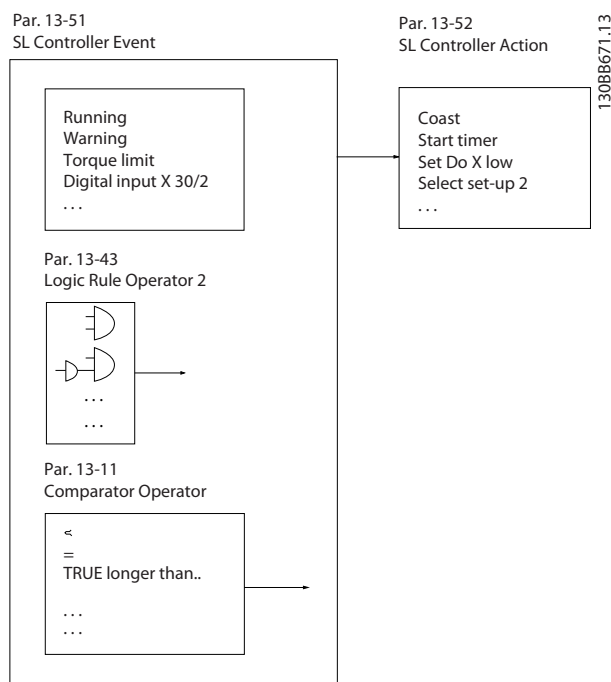 Par. 13-51
SL Controller Event
Par. 13-52
SL Controller Action
130BB671.13
Running
Warning
Torque limit
Digital input X 30/2
. . .
Coast
Start timer
Set Do X low
Select set-up 2
. . .
Par. 13-43
Logic Rule Operator 2
. . .
. . .
Par. 13-11
Comparator Operator
=
TRUE longer than..
. . .
. . .